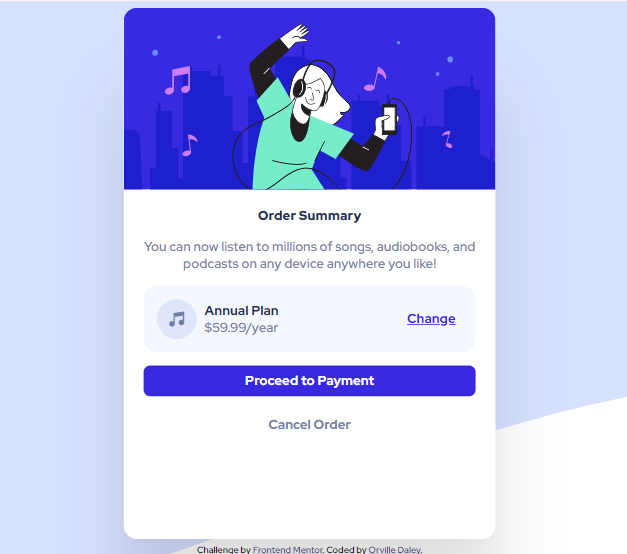 Order Summary
You can now listen to millions of songs, audiobooks, and
podcasts on any device anywhere you like!
Annual Plan
$59.99/year
Change
Proceed to Payment
Cancel Order
Challenge by Frontend Mentor. Coded by Orville Daley.